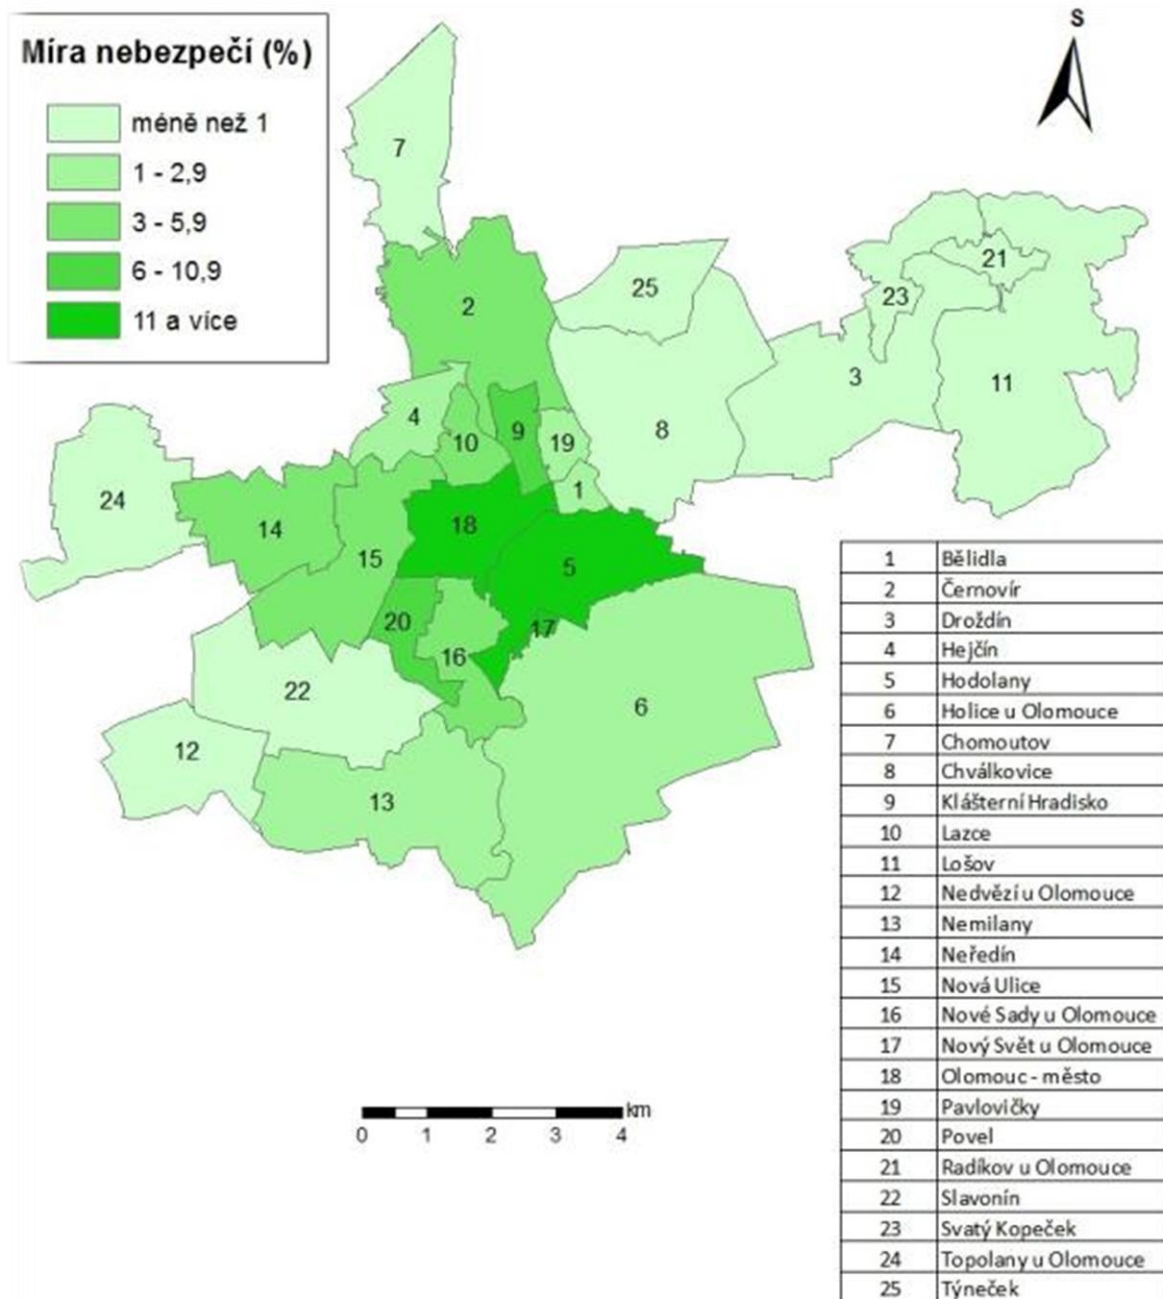 Míra nebezpečí (%)
méně než 1
1 - 2,9
3 - 5,9
6 - 10,9
11 a více
S
7
2
25
21
23
3
11
8
4
10
9
19
1
24
14
15
18
5
20
17
16
22
6
12
13
km
0 1 2 3 4
1 Bělidla
2 Černovír
3 Droždín
4 Hejčín
5 Hodolany
6 Holice u Olomouce
7 Chomoutov
8 Chválkovice
9 Klášterní Hradisko
10 Lazce
11 Lošov
12 Nedvězí u Olomouce
13 Nemilany
14 Neředín
15 Nová Ulice
16 Nové Sady u Olomouce
17 Nový Svět u Olomouce
18 Olomouc - město
19 Pavlovičky
20 Povel
21 Radíkov u Olomouce
22 Slavonín
23 Svatý Kopeček
24 Topolany u Olomouce
25 Týneček